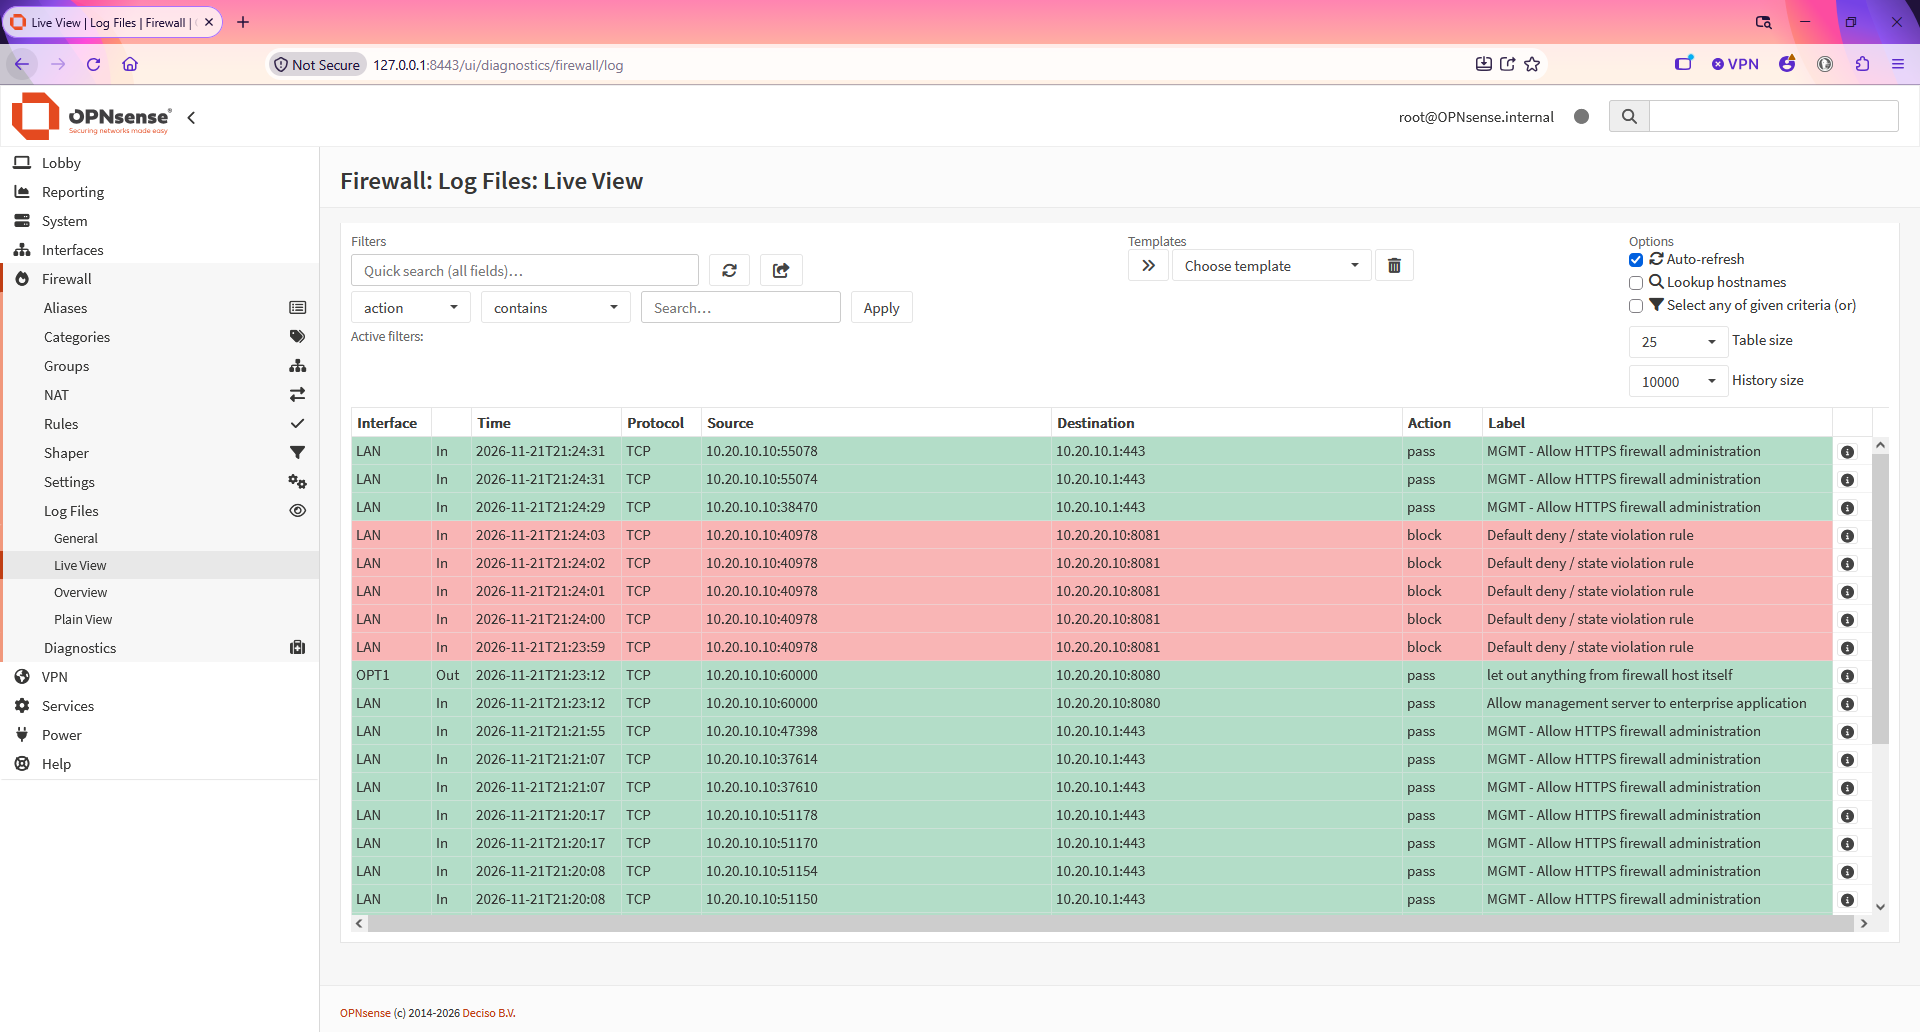 Live View | Log Files | Firewall |
Not Secure
127.0.0.1:8443/ui/diagnostics/firewall/log
VPN
OPNsense
Securing networks made easy
root@OPNsense.internal
Lobby
Reporting
System
Interfaces
Firewall
Aliases
Categories
Groups
NAT
Rules
Shaper
Settings
Log Files
General
Live View
Overview
Plain View
Diagnostics
VPN
Services
Power
Help
Firewall: Log Files: Live View
Filters
Quick search (all fields)...
action contains Search... Apply
Active filters:
Templates
Choose template
Options
Auto-refresh
Lookup hostnames
Select any of given criteria (or)
25 Table size
10000 History size
Interface Time Protocol Source Destination Action Label
LAN In 2026-11-21T21:24:31 TCP 10.20.10.10:55078 10.20.10.1:443 pass MGMT - Allow HTTPS firewall administration
LAN In 2026-11-21T21:24:31 TCP 10.20.10.10:55074 10.20.10.1:443 pass MGMT - Allow HTTPS firewall administration
LAN In 2026-11-21T21:24:29 TCP 10.20.10.10:38470 10.20.10.1:443 pass MGMT - Allow HTTPS firewall administration
LAN In 2026-11-21T21:24:03 TCP 10.20.10.10:40978 10.20.20.10:8081 block Default deny / state violation rule
LAN In 2026-11-21T21:24:02 TCP 10.20.10.10:40978 10.20.20.10:8081 block Default deny / state violation rule
LAN In 2026-11-21T21:24:01 TCP 10.20.10.10:40978 10.20.20.10:8081 block Default deny / state violation rule
LAN In 2026-11-21T21:24:00 TCP 10.20.10.10:40978 10.20.20.10:8081 block Default deny / state violation rule
LAN In 2026-11-21T21:23:59 TCP 10.20.10.10:40978 10.20.20.10:8081 block Default deny / state violation rule
OPT1 Out 2026-11-21T21:23:12 TCP 10.20.10.10:60000 10.20.20.10:8080 pass let out anything from firewall host itself
LAN In 2026-11-21T21:23:12 TCP 10.20.10.10:60000 10.20.20.10:8080 pass Allow management server to enterprise application
LAN In 2026-11-21T21:21:55 TCP 10.20.10.10:47398 10.20.10.1:443 pass MGMT - Allow HTTPS firewall administration
LAN In 2026-11-21T21:21:07 TCP 10.20.10.10:37614 10.20.10.1:443 pass MGMT - Allow HTTPS firewall administration
LAN In 2026-11-21T21:21:07 TCP 10.20.10.10:37610 10.20.10.1:443 pass MGMT - Allow HTTPS firewall administration
LAN In 2026-11-21T21:20:17 TCP 10.20.10.10:51178 10.20.10.1:443 pass MGMT - Allow HTTPS firewall administration
LAN In 2026-11-21T21:20:17 TCP 10.20.10.10:51170 10.20.10.1:443 pass MGMT - Allow HTTPS firewall administration
LAN In 2026-11-21T21:20:08 TCP 10.20.10.10:51154 10.20.10.1:443 pass MGMT - Allow HTTPS firewall administration
LAN In 2026-11-21T21:20:08 TCP 10.20.10.10:51150 10.20.10.1:443 pass MGMT - Allow HTTPS firewall administration
OPNsense (c) 2014-2026 Deciso B.V.